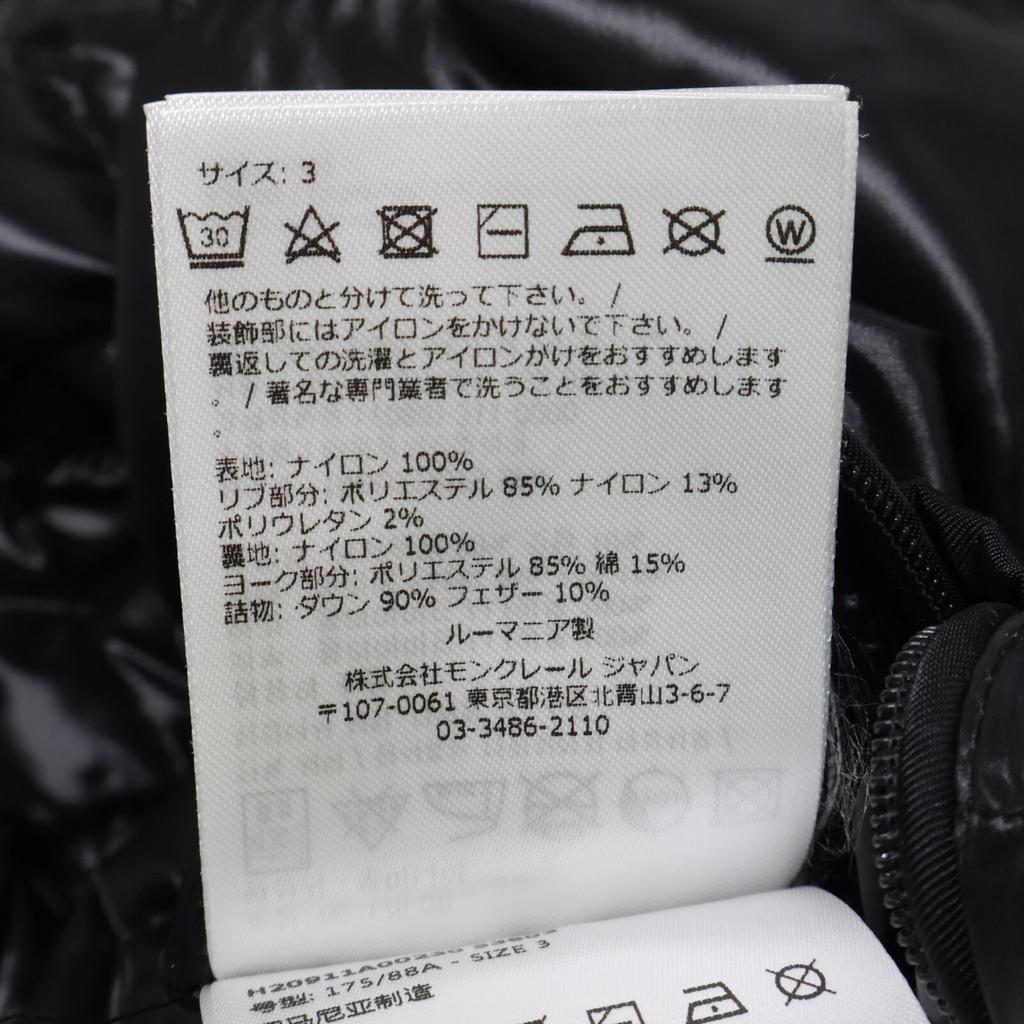 サイズ: 3
30
W
他のものと分けて洗って下さい。 /
装飾部にはアイロンをかけないで下さい。 /
裏返しての洗濯とアイロンがけをおすすめします
。 / 著名な専門業者で洗うことをおすすめします
。
表地: ナイロン 100%
リブ部分: ポリエステル 85% ナイロン 13%
ポリウレタン 2%
裏地: ナイロン 100%
ヨーク部分: ポリエステル 85% 綿 15%
詰物: ダウン 90% フェザー 10%
ルーマニア製
株式会社モンクレール ジャパン
〒107-0061 東京都港区北青山3-6-7
03-3486-2110
号型: 175/88A - SIZE 3
马尼亚制造